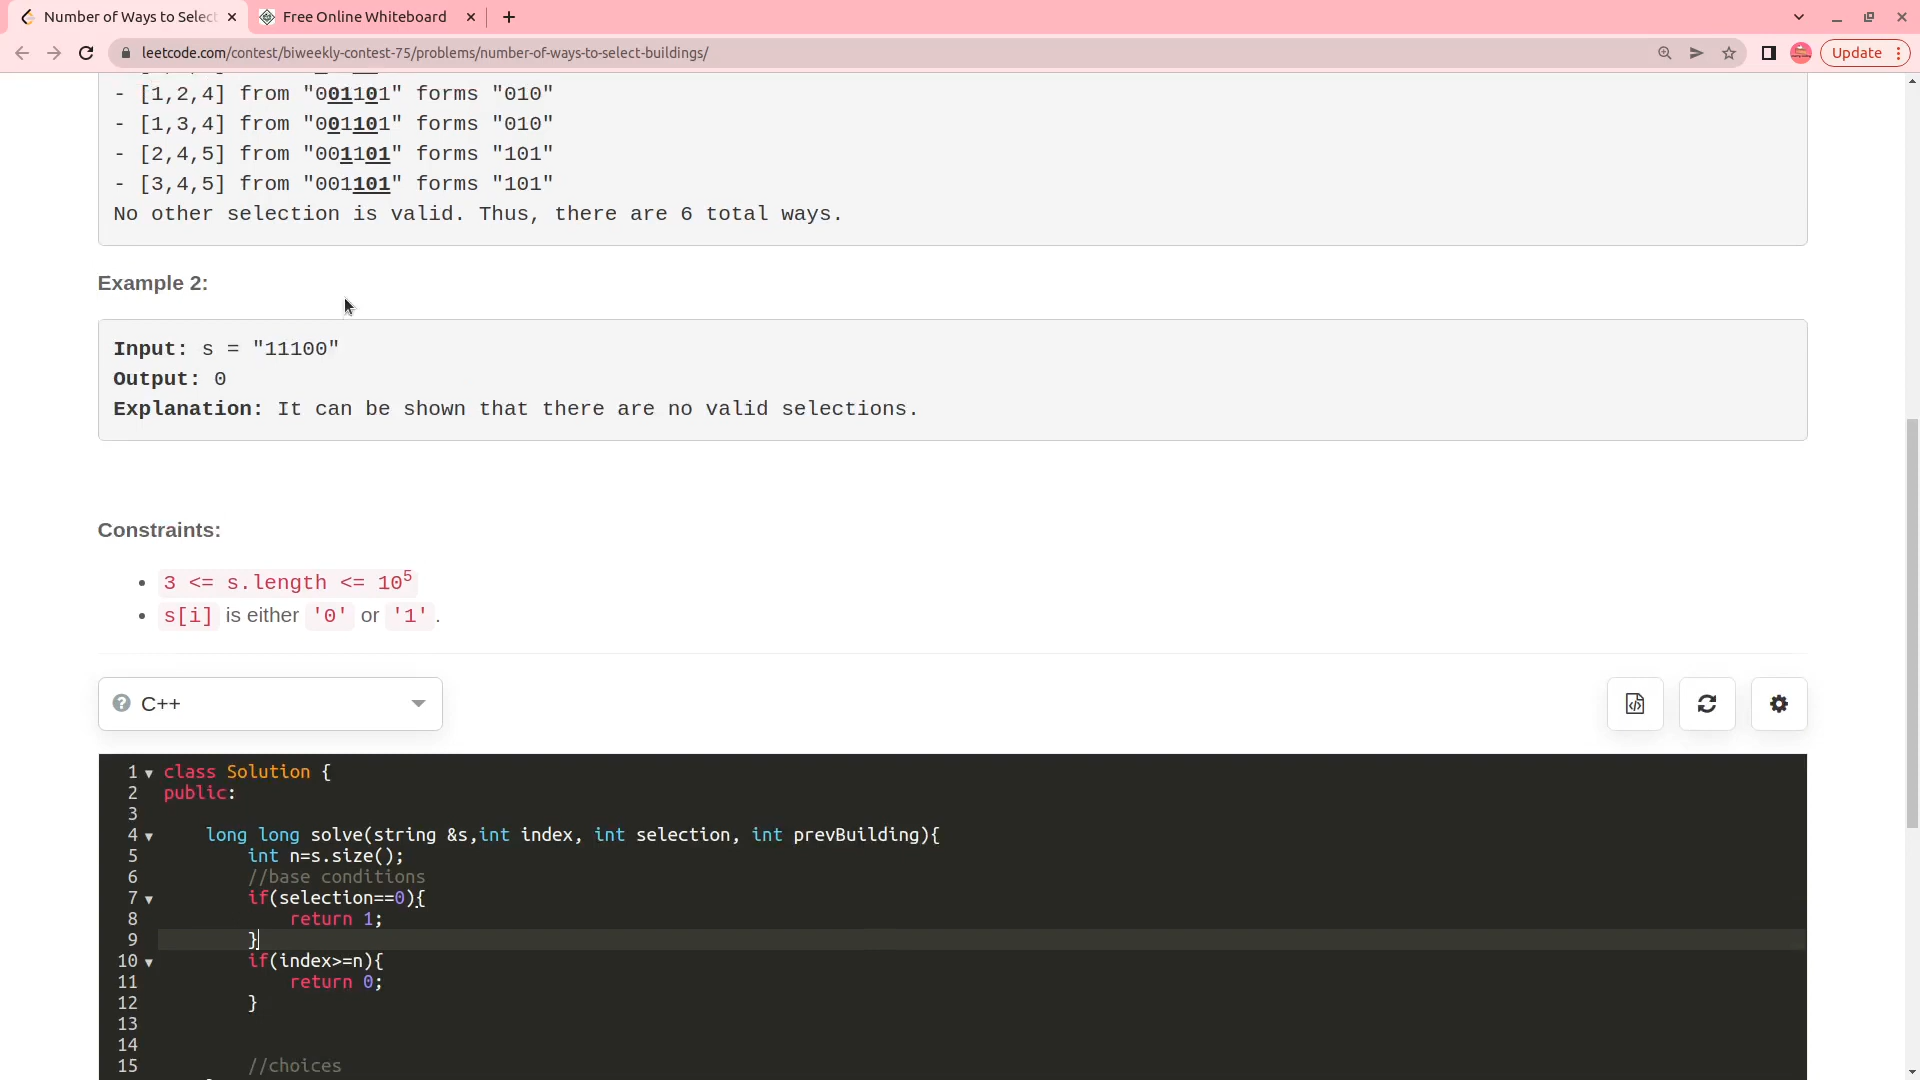 Number of Ways to Select
Free Online Whiteboard
leetcode.com/contest/biweekly-contest-75/problems/number-of-ways-to-select-buildings/
Update
- [1,2,4] from "001101" forms "010"
- [1,3,4] from "001101" forms "010"
- [2,4,5] from "001101" forms "101"
- [3,4,5] from "001101" forms "101"
No other selection is valid. Thus, there are 6 total ways.
Example 2:
Input: s = "11100"
Output: 0
Explanation: It can be shown that there are no valid selections.
Constraints:
• 3 <= s.length <= 10⁵
• s[i] is either '0' or '1'.
? C++
1 class Solution {
2 public:
3
4 long long solve(string &s,int index, int selection, int prevBuilding){
5 int n=s.size();
6 //base conditions
7 if(selection==0){
8 return 1;
9 }
10 if(index>=n){
11 return 0;
12 }
13
14
15 //choices